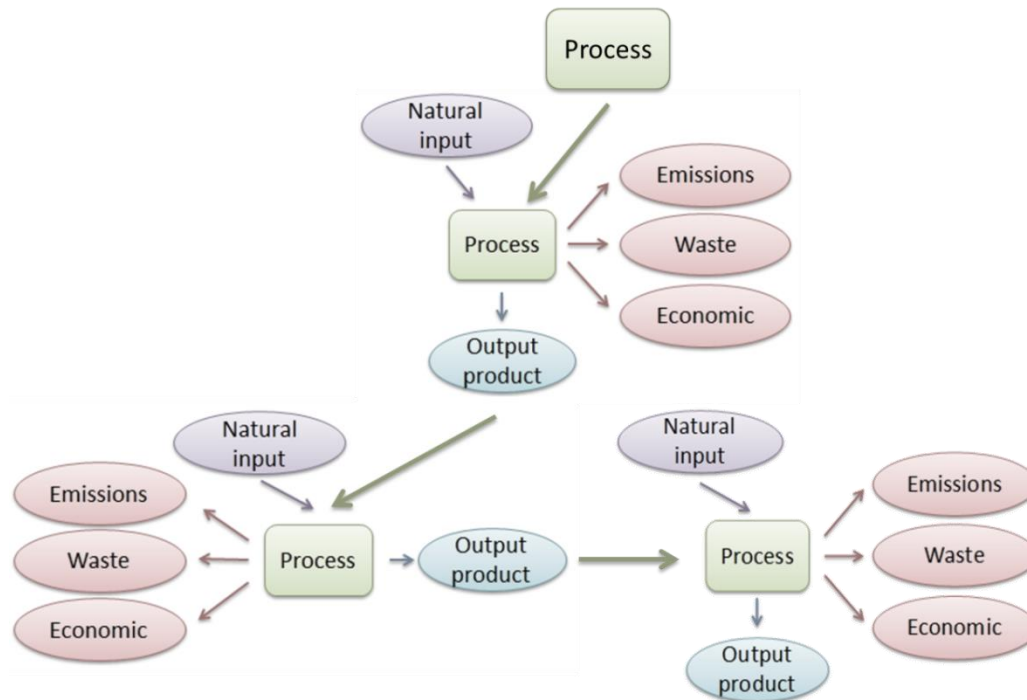 Process
Natural
input
Emissions
Process
Waste
Economic
Output
product
Natural
input
Emissions
Waste
Economic
Process
Output
product
Natural
input
Process
Emissions
Waste
Economic
Output
product